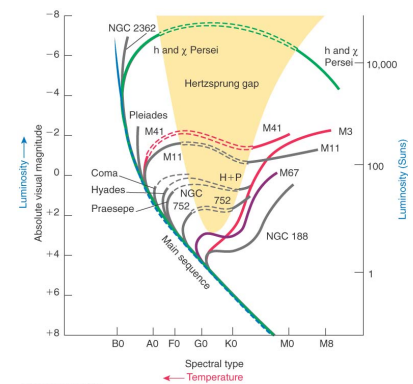 −8
−6
−4
−2
0
+2
+4
+6
+8
Luminosity
Absolute visual magnitude
NGC 2362
h and χ Persei
h and χ
Persei
Hertzsprung gap
Pleiades
M41
M11
Coma
Hyades
Praesepe
NGC
752
752
H+P
M41
M3
M11
M67
NGC 188
Main sequence
10,000
100
1
Luminosity (Suns)
B0
A0
F0
G0
K0
M0
M8
Spectral type
Temperature